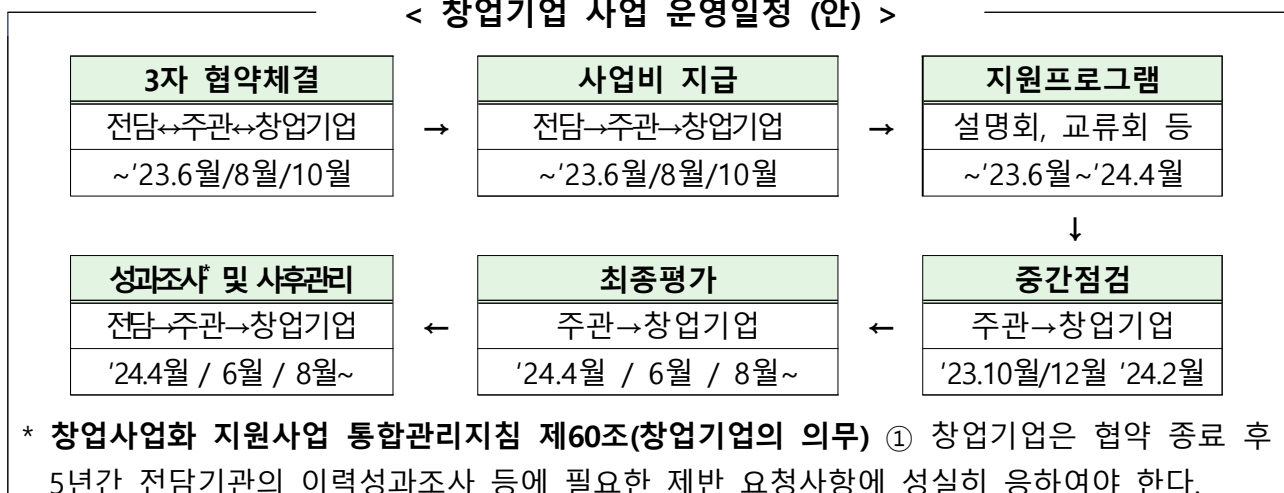 < 창업기업 사업 운영일정 (안) >
3자 협약체결 사업비 지급 지원프로그램
전담↔주관↔창업기업 → 전담→주관→창업기업 → 설명회, 교류회 등
~'23.6월/8월/10월 ~'23.6월/8월/10월 ~'23.6월~'24.4월
↓
성과조사* 및 사후관리 최종평가 중간점검
전담→주관→창업기업 ← 주관→창업기업 ← 주관→창업기업
'24.4월 / 6월 / 8월~ '24.4월 / 6월 / 8월~ '23.10월/12월 '24.2월
* 창업사업화 지원사업 통합관리지침 제60조(창업기업의 의무) ① 창업기업은 협약 종료 후
5년간 전담기관의 이력성과조사 등에 필요한 제반 요청사항에 성실히 응하여야 한다.